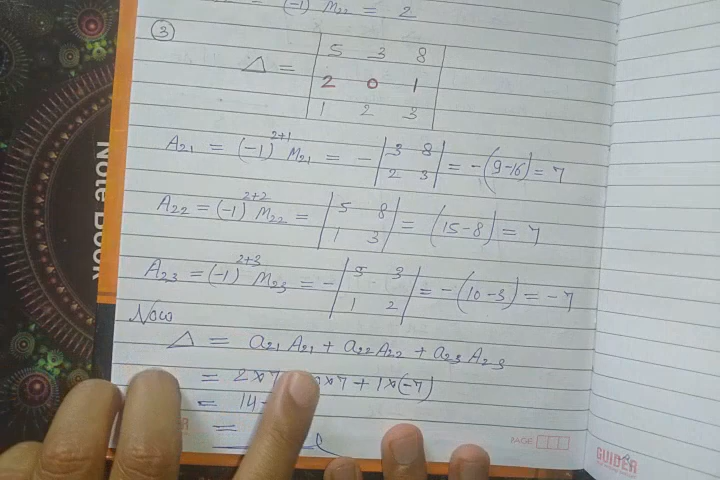 (-1) M22 = 2
③
Δ = | 5 3 8 |
| 2 0 1 |
| 1 2 3 |
A21 = (-1)^2+1 M21 = - | 3 8 | = -(9-16) = 7
| 2 3 |
A22 = (-1)^2+2 M22 = | 5 8 | = (15-8) = 7
| 1 3 |
A23 = (-1)^2+3 M23 = - | 5 3 | = -(10-3) = -7
| 1 2 |
Now
Δ = a21 A21 + a22 A22 + a23 A23
= 2×7 ×7 + 1×(-7)
= 14
=
Note Book
PAGE
GUIDER